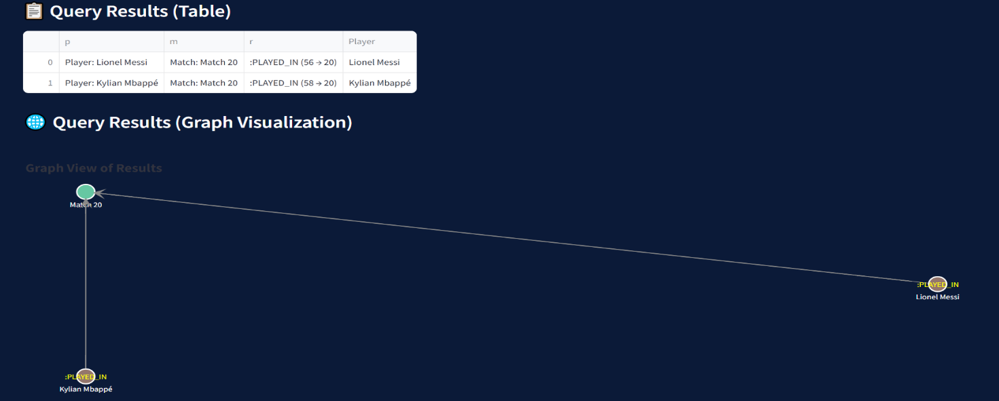 Query Results (Table)
p m r Player
0 Player: Lionel Messi Match: Match 20 :PLAYED_IN (56 → 20) Lionel Messi
1 Player: Kylian Mbappé Match: Match 20 :PLAYED_IN (58 → 20) Kylian Mbappé
Query Results (Graph Visualization)
Graph View of Results
Match 20
:PLAYED_IN
Lionel Messi
:PLAYED_IN
Kylian Mbappé